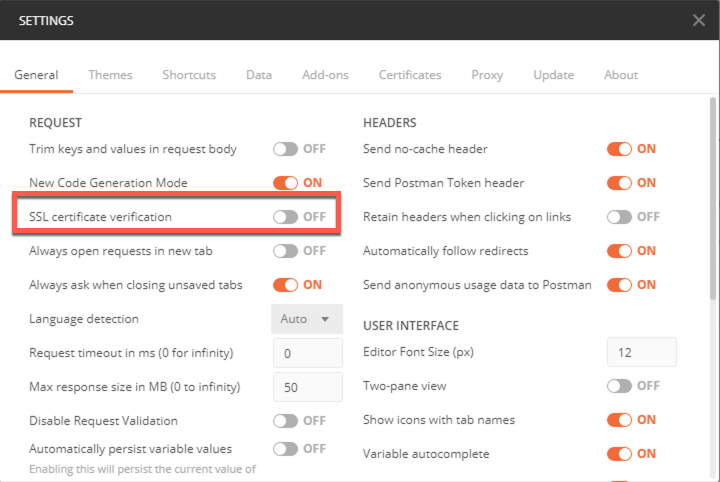 SETTINGS
General Themes Shortcuts Data Add-ons Certificates Proxy Update About
REQUEST
Trim keys and values in request body OFF
New Code Generation Mode ON
SSL certificate verification OFF
Always open requests in new tab OFF
Always ask when closing unsaved tabs ON
Language detection Auto
Request timeout in ms (0 for infinity) 0
Max response size in MB (0 to infinity) 50
Disable Request Validation OFF
Automatically persist variable values OFF
Enabling this will persist the current value of
HEADERS
Send no-cache header ON
Send Postman Token header ON
Retain headers when clicking on links OFF
Automatically follow redirects ON
Send anonymous usage data to Postman ON
USER INTERFACE
Editor Font Size (px) 12
Two-pane view OFF
Show icons with tab names ON
Variable autocomplete ON